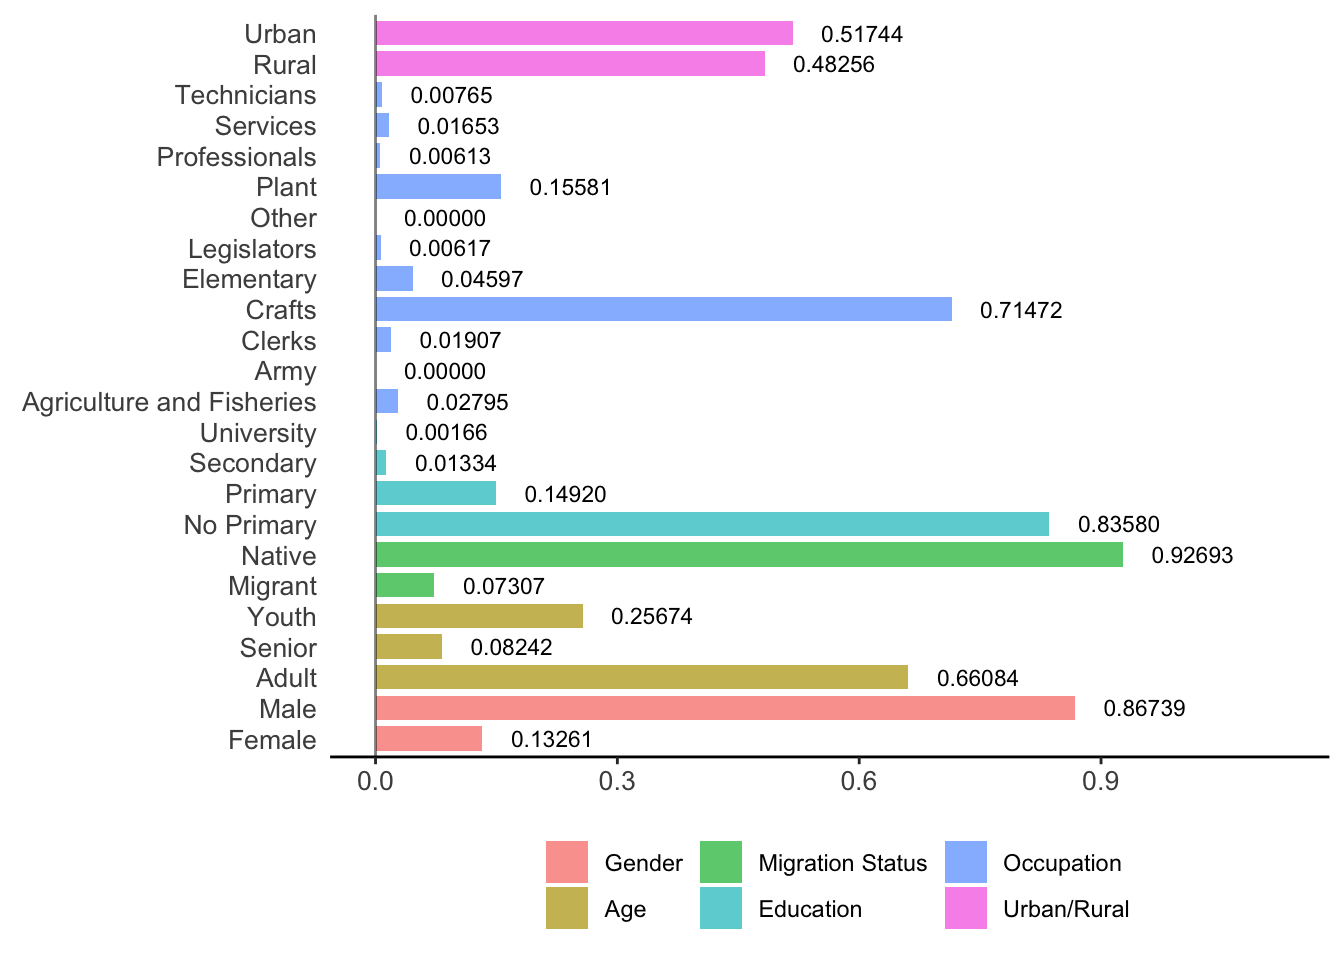 Urban 0.51744
Rural 0.48256
Technicians 0.00765
Services 0.01653
Professionals 0.00613
Plant 0.15581
Other 0.00000
Legislators 0.00617
Elementary 0.04597
Crafts 0.71472
Clerks 0.01907
Army 0.00000
Agriculture and Fisheries 0.02795
University 0.00166
Secondary 0.01334
Primary 0.14920
No Primary 0.83580
Native 0.92693
Migrant 0.07307
Youth 0.25674
Senior 0.08242
Adult 0.66084
Male 0.86739
Female 0.13261
0.0 0.3 0.6 0.9
Gender Migration Status Occupation
Age Education Urban/Rural